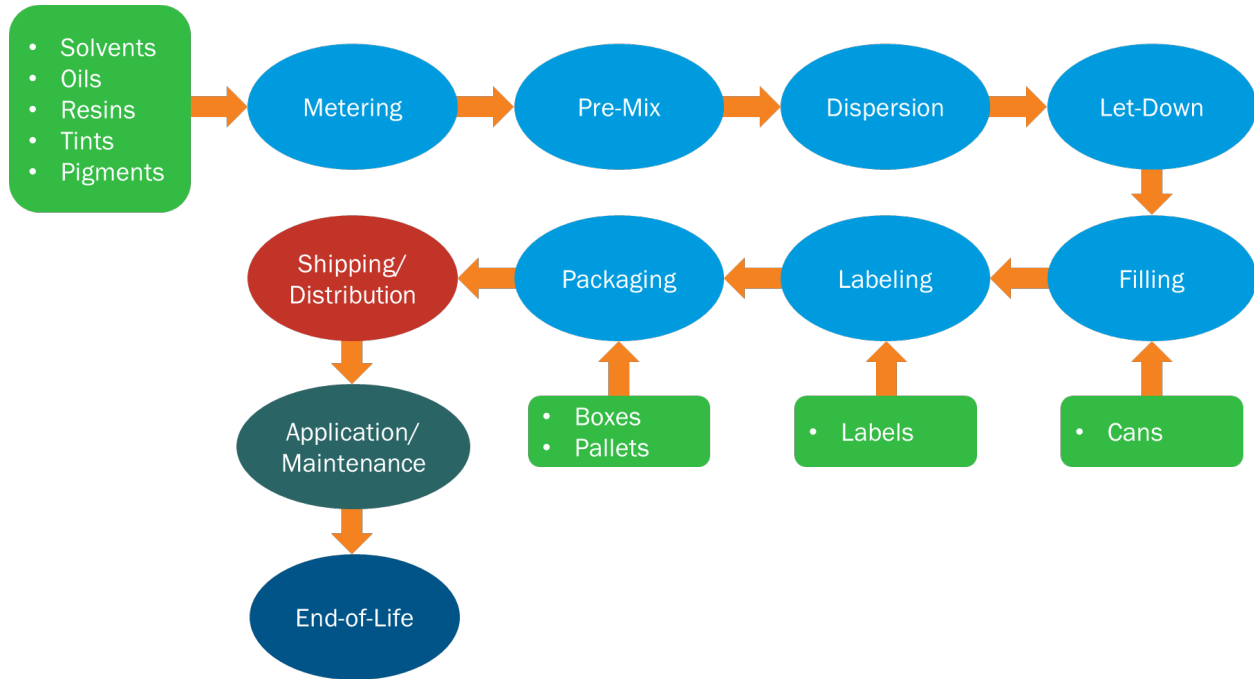 • Solvents
• Oils
• Resins
• Tints
• Pigments
Metering
Pre-Mix
Dispersion
Let-Down
Shipping/
Distribution
Packaging
Labeling
Filling
Application/
Maintenance
• Boxes
• Pallets
• Labels
• Cans
End-of-Life